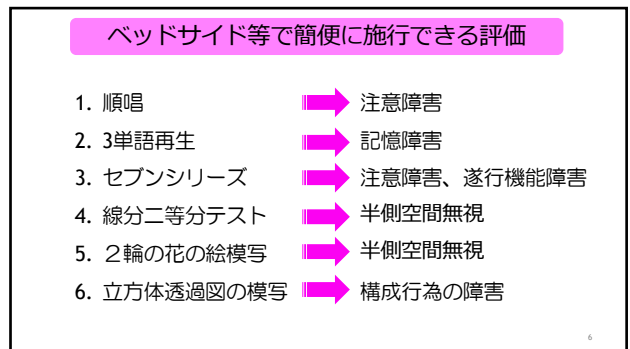 ベッドサイド等で簡便に施行できる評価
1. 順唱 注意障害
2. 3単語再生 記憶障害
3. セブンシリーズ 注意障害、遂行機能障害
4. 線分二等分テスト 半側空間無視
5. ２輪の花の絵模写 半側空間無視
6. 立方体透過図の模写 構成行為の障害
6